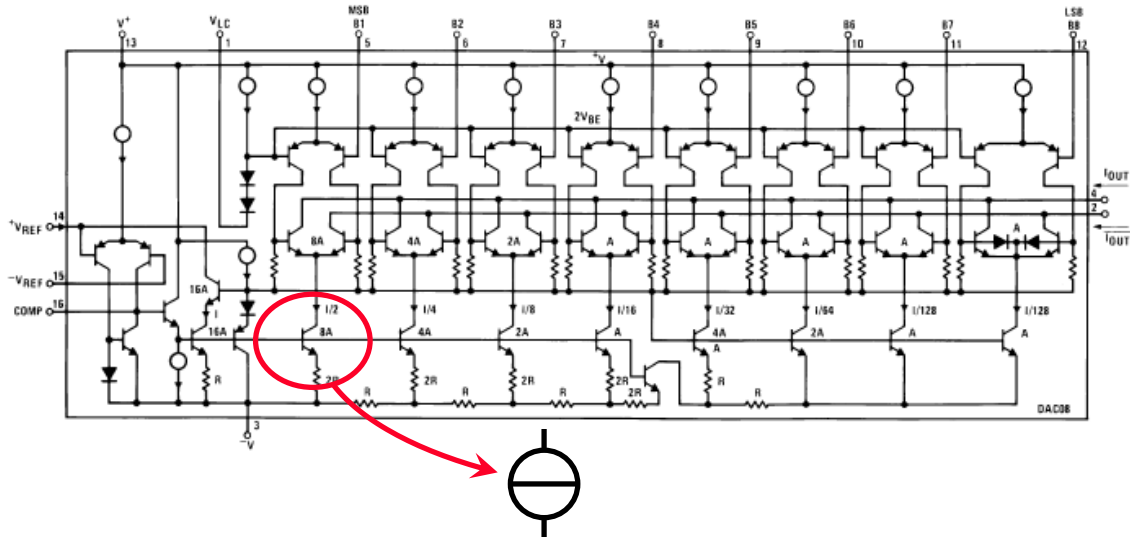 V+ VLC MSB B1 B2 B3 B4 B5 B6 B7 LSB B8
13 1 5 6 7 8 9 10 11 12
+V
2VBE
IOUT
4
14
+VREF
2
8A 4A 2A A A A A A
IOUT
-VREF 15
16A
COMP 16
I I/2 I/4 I/8 I/16 I/32 I/64 I/128 I/128
16A 8A 4A 2A A 4A 2A A A
A
R 2R 2R 2R 2R R
R R R 2R R
3
-V
DAC08